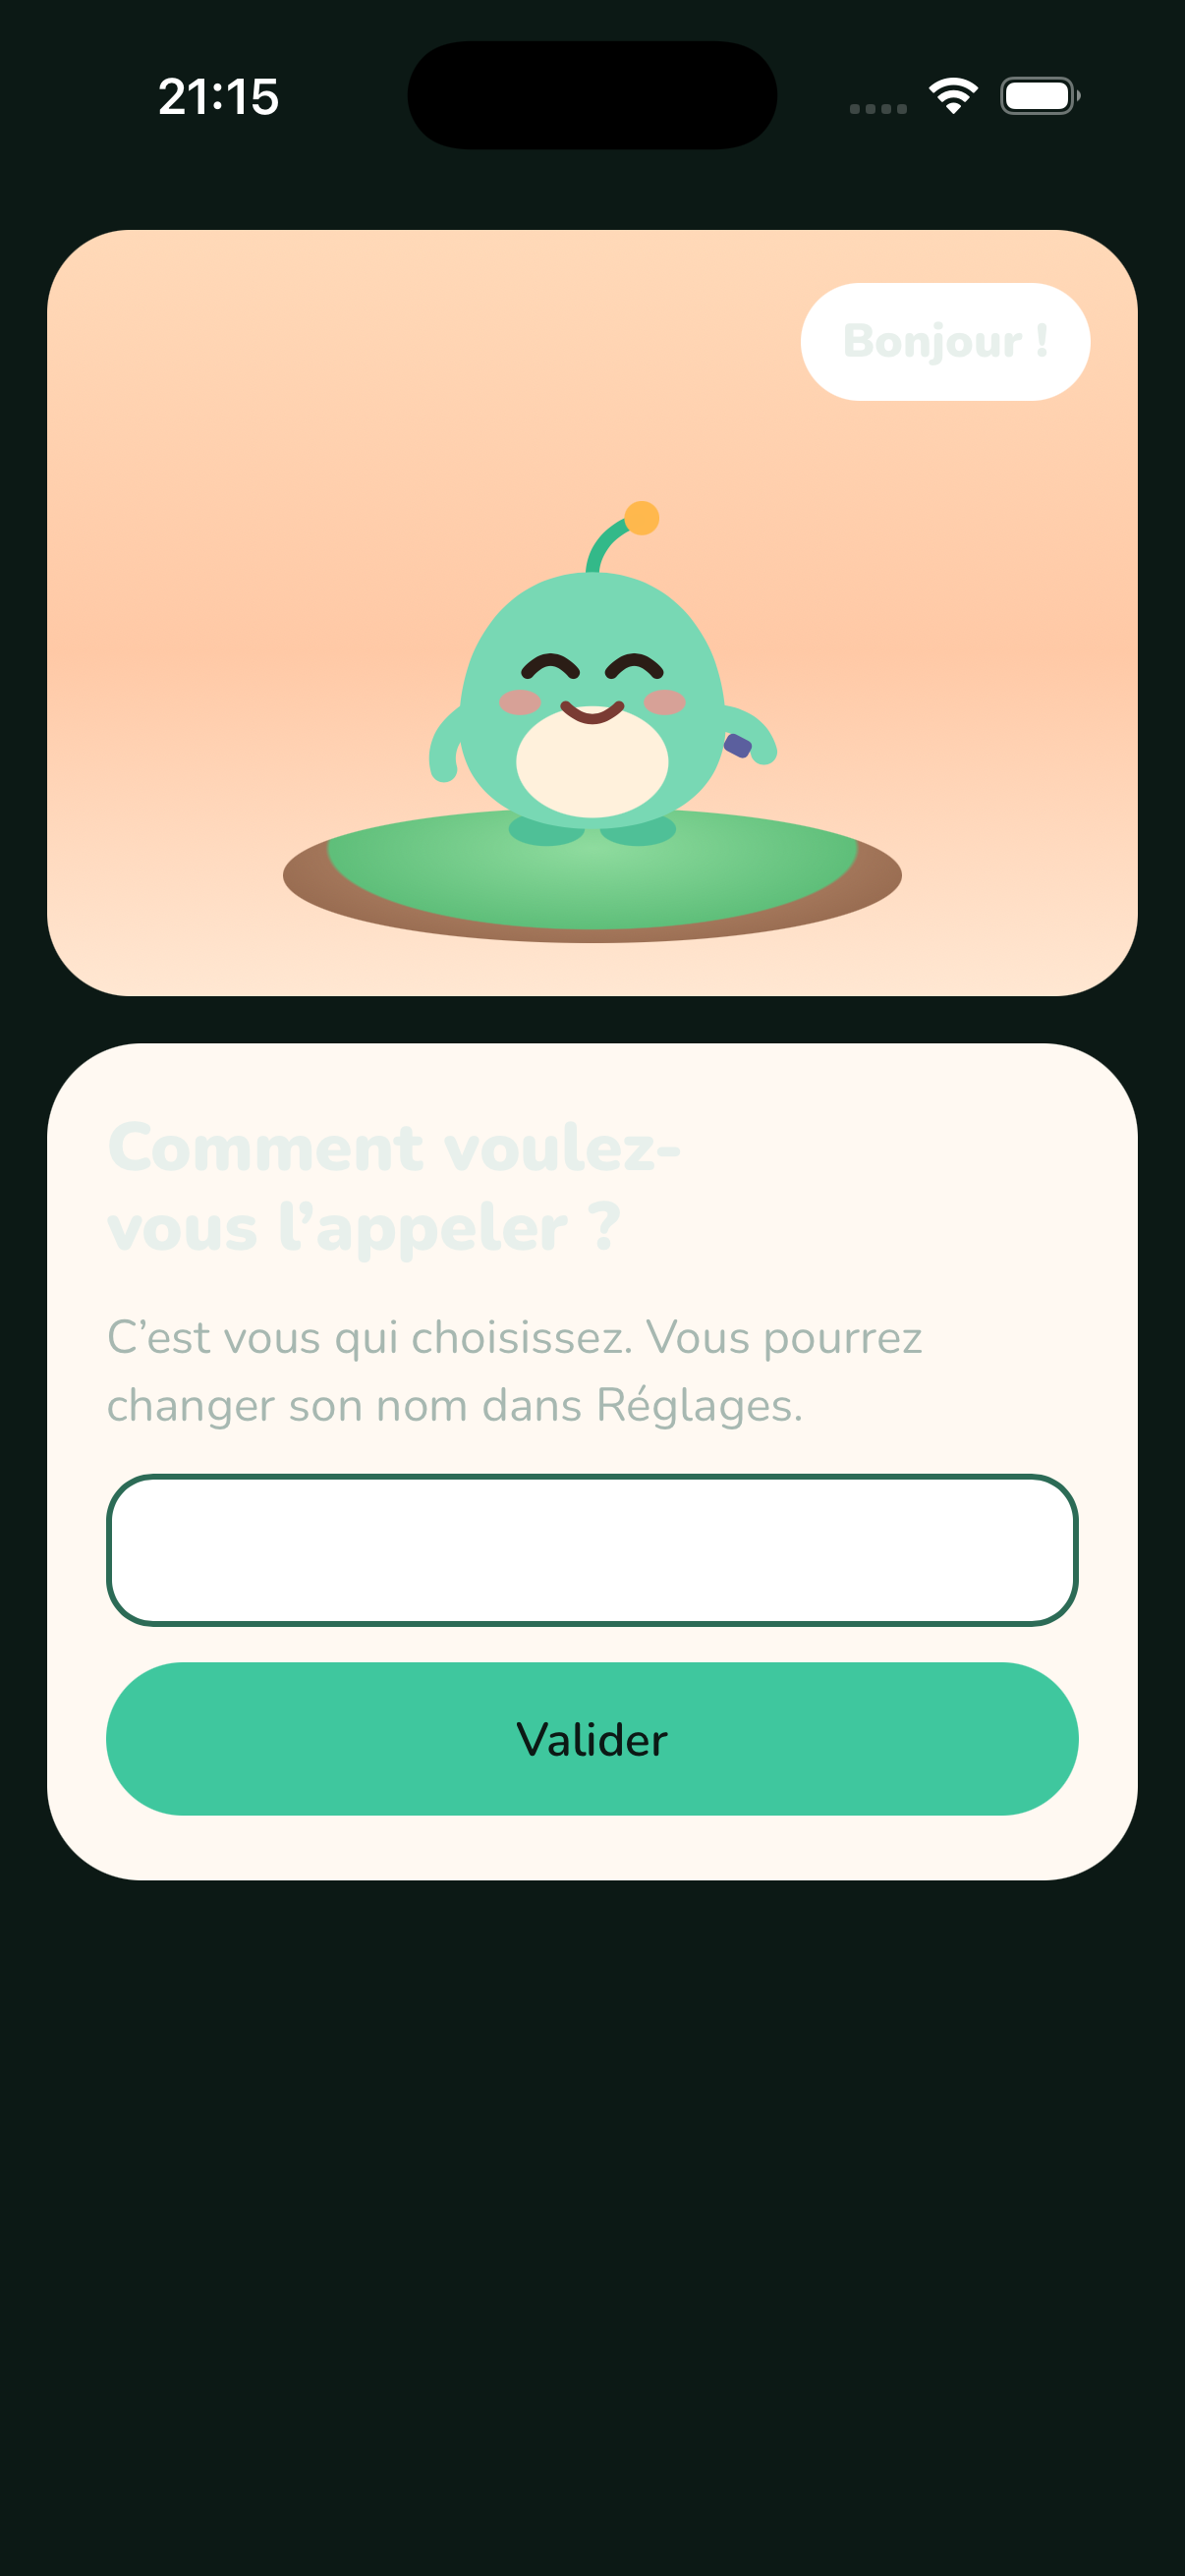 21:15
Bonjour !
Comment voulez-
vous l’appeler ?
C’est vous qui choisissez. Vous pourrez
changer son nom dans Réglages.
Valider